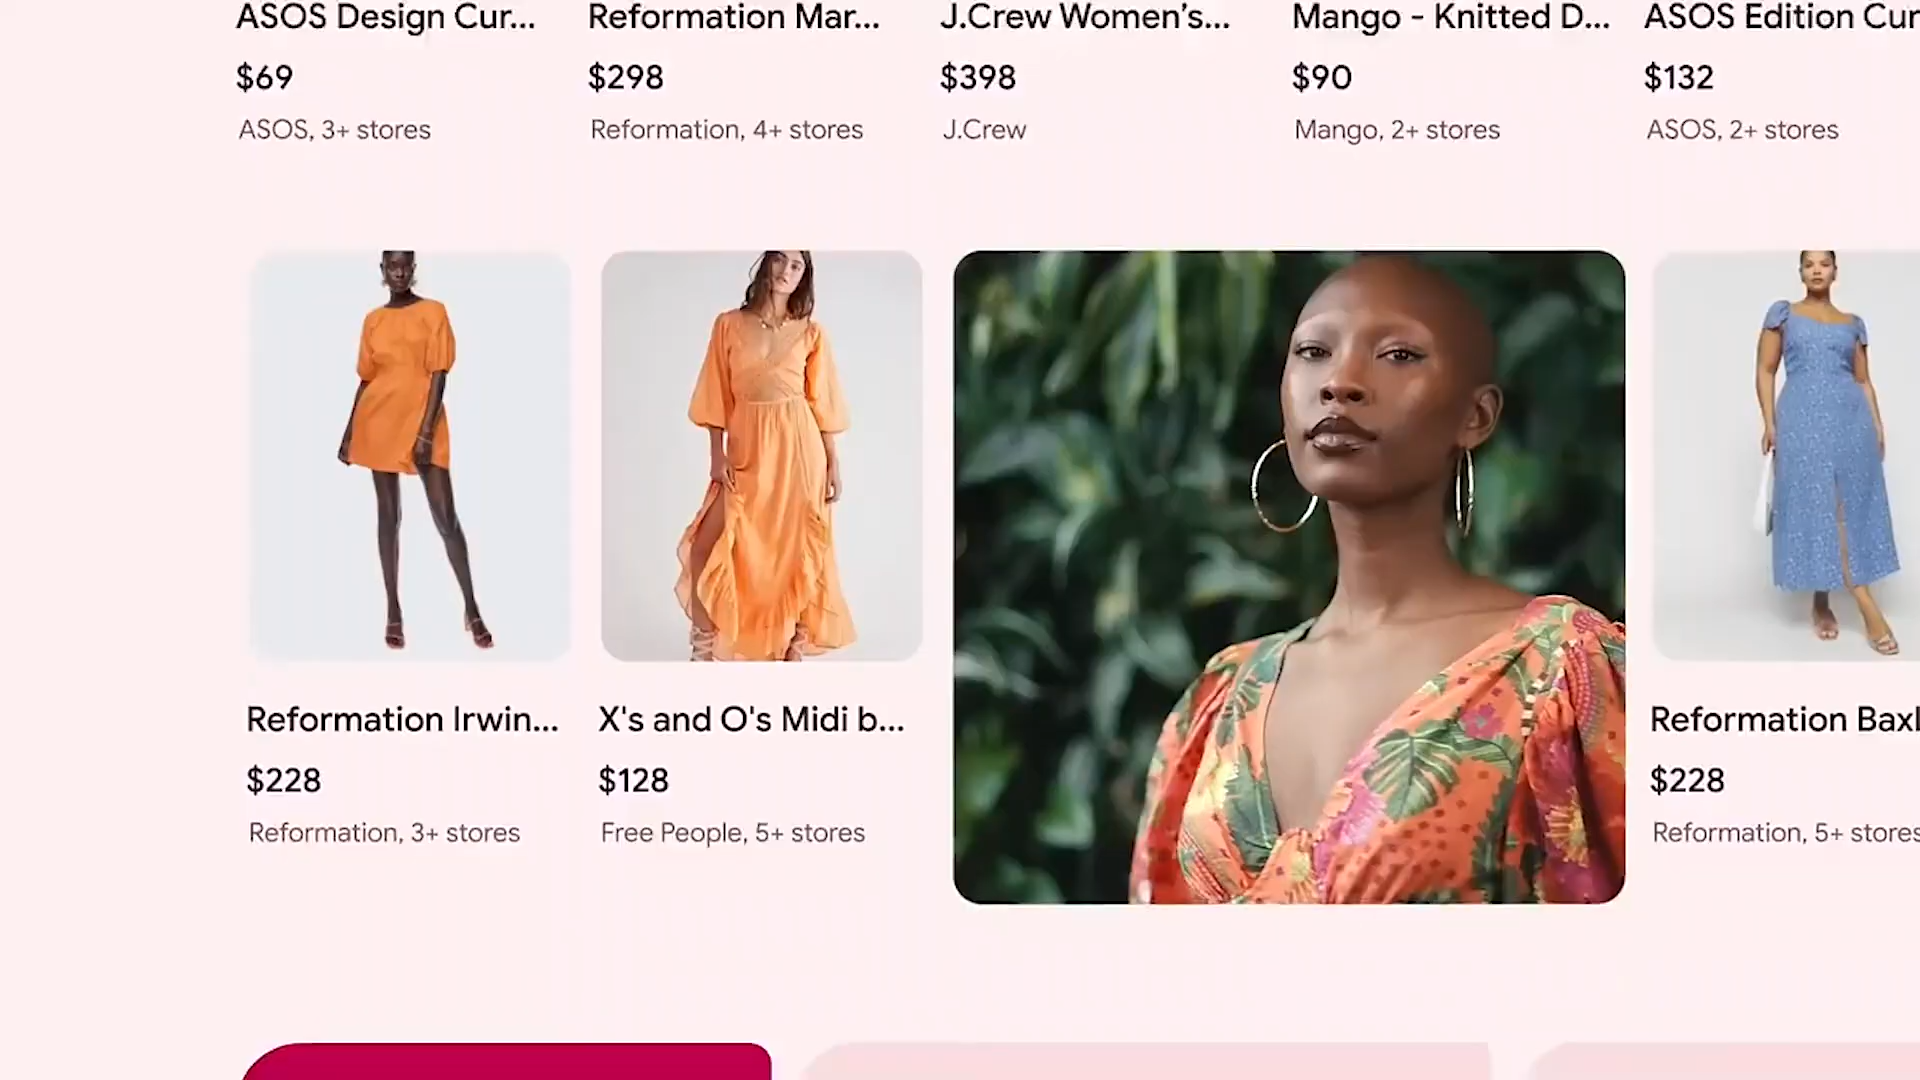 ASOS Design Cur...
Reformation Mar...
J.Crew Women's...
Mango - Knitted D...
ASOS Edition Cur
$69
$298
$398
$90
$132
ASOS, 3+ stores
Reformation, 4+ stores
J.Crew
Mango, 2+ stores
ASOS, 2+ stores
Reformation Irwin...
X's and O's Midi b...
Reformation Baxl
$228
$128
$228
Reformation, 3+ stores
Free People, 5+ stores
Reformation, 5+ stores